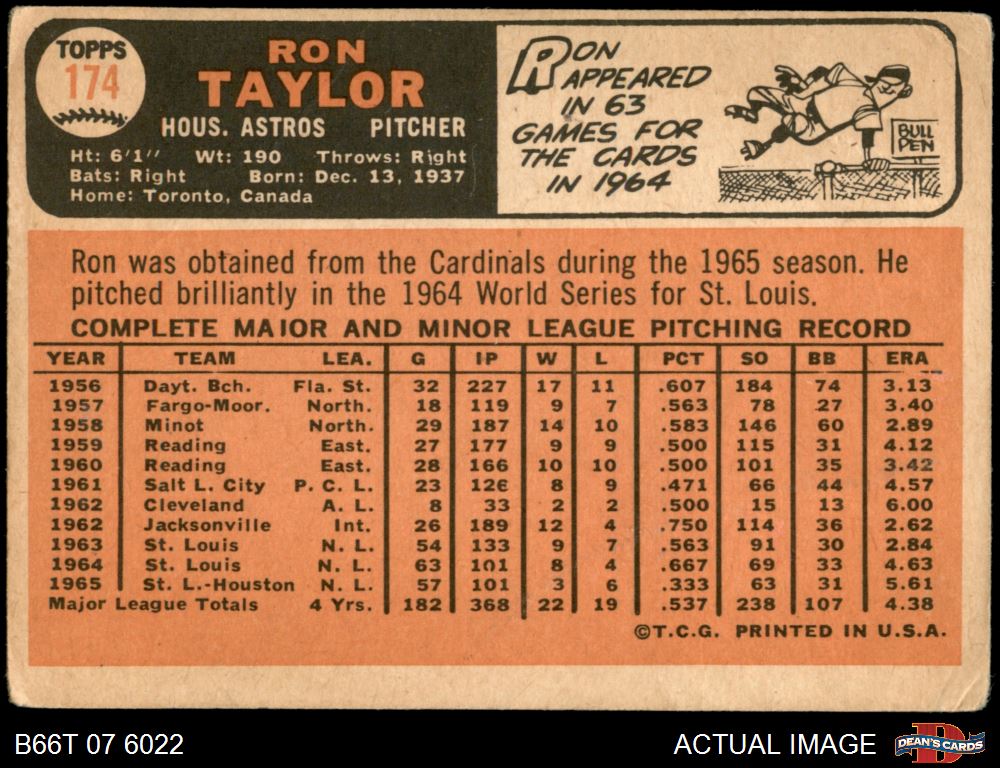 TOPPS
174
RON
TAYLOR
HOUS. ASTROS PITCHER
Ht: 6'1" Wt: 190 Throws: Right
Bats: Right Born: Dec. 13, 1937
Home: Toronto, Canada
RON
APPEARED
IN 63
GAMES FOR
THE CARDS
IN 1964
BULL
PEN
Ron was obtained from the Cardinals during the 1965 season. He
pitched brilliantly in the 1964 World Series for St. Louis.
COMPLETE MAJOR AND MINOR LEAGUE PITCHING RECORD
YEAR TEAM LEA. G IP W L PCT SO BB ERA
1956 Dayt. Bch. Fla. St. 32 227 17 11 .607 184 74 3.13
1957 Fargo-Moor. North. 18 119 9 7 .563 78 27 3.40
1958 Minot North. 29 187 14 10 .583 146 60 2.89
1959 Reading East. 27 177 9 9 .500 115 31 4.12
1960 Reading East. 28 166 10 10 .500 101 35 3.42
1961 Salt L. City P. C. L. 23 126 8 9 .471 66 44 4.57
1962 Cleveland A. L. 8 33 2 2 .500 15 13 6.00
1962 Jacksonville Int. 26 189 12 4 .750 114 36 2.62
1963 St. Louis N. L. 54 133 9 7 .563 91 30 2.84
1964 St. Louis N. L. 63 101 8 4 .667 69 33 4.63
1965 St. L.-Houston N. L. 57 101 3 6 .333 63 31 5.61
Major League Totals 4 Yrs. 182 368 22 19 .537 238 107 4.38
©T.C.G. PRINTED IN U.S.A.
B66T 07 6022
ACTUAL IMAGE
D
DEAN'S CARDS